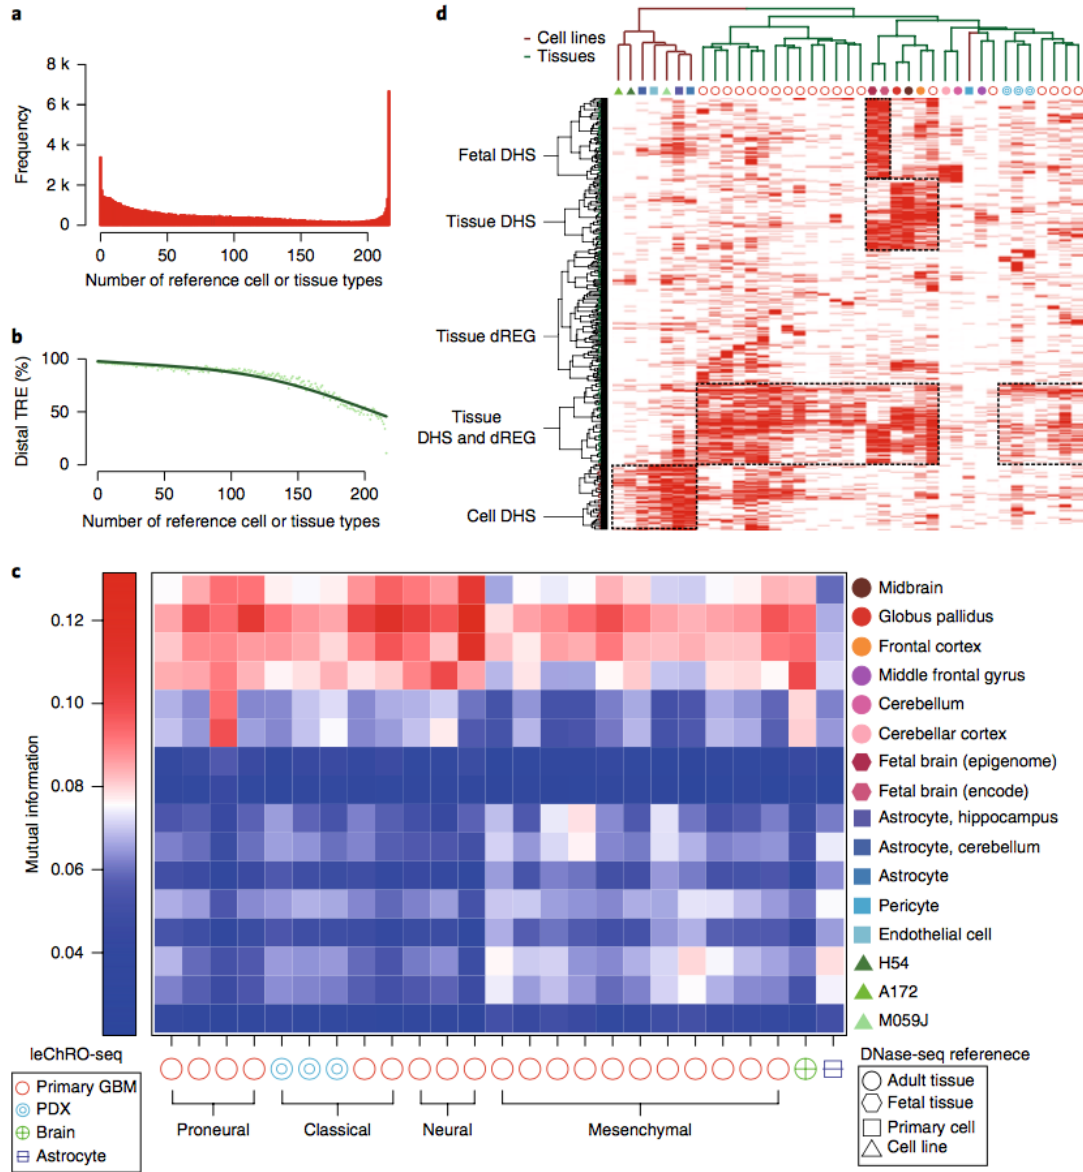 a
8 k
6 k
4 k
2 k
0
Frequency
0
50
100
150
200
Number of reference cell or tissue types
b
100
50
0
Distal TRE (%)
0
50
100
150
200
Number of reference cell or tissue types
d
Cell lines
Tissues
Fetal DHS
Tissue DHS
Tissue dREG
Tissue
DHS and dREG
Cell DHS
c
0.12
0.10
0.08
0.06
0.04
Mutual information
Midbrain
Globus pallidus
Frontal cortex
Middle frontal gyrus
Cerebellum
Cerebellar cortex
Fetal brain (epigenome)
Fetal brain (encode)
Astrocyte, hippocampus
Astrocyte, cerebellum
Astrocyte
Pericyte
Endothelial cell
H54
A172
M059J
leChRO-seq
Primary GBM
PDX
Brain
Astrocyte
Proneural
Classical
Neural
Mesenchymal
DNase-seq referenece
Adult tissue
Fetal tissue
Primary cell
Cell line